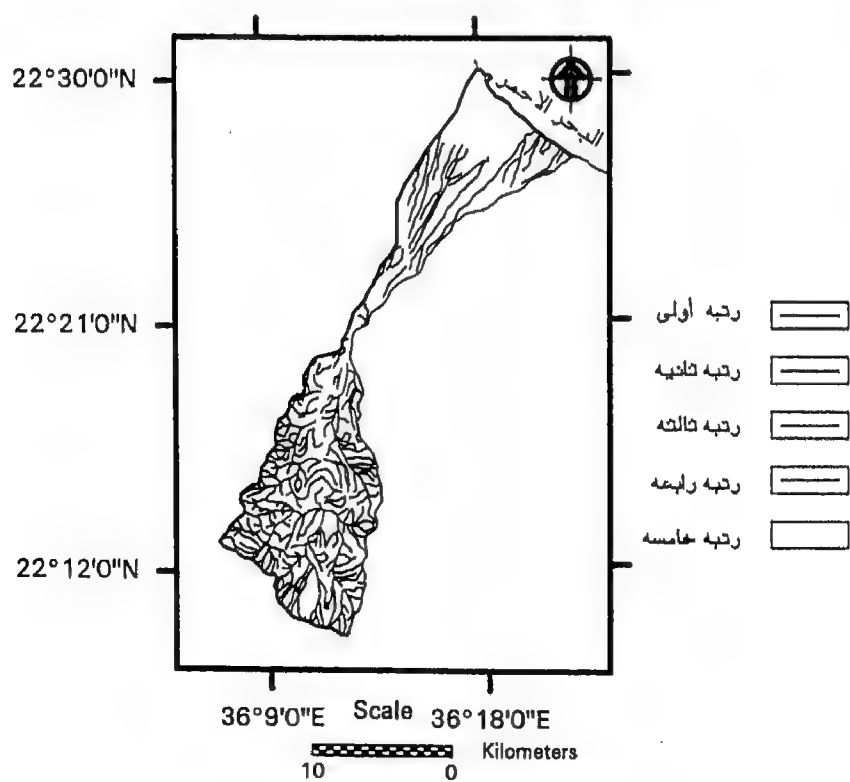 22°30'0"N
البحر الاحمر
22°21'0"N
22°12'0"N
رتبه أولى
رتبه ثانيه
رتبه ثالثه
رتبه رابعه
رتبه خامسه
36°9'0"E
36°18'0"E
Scale
Kilometers
10 0